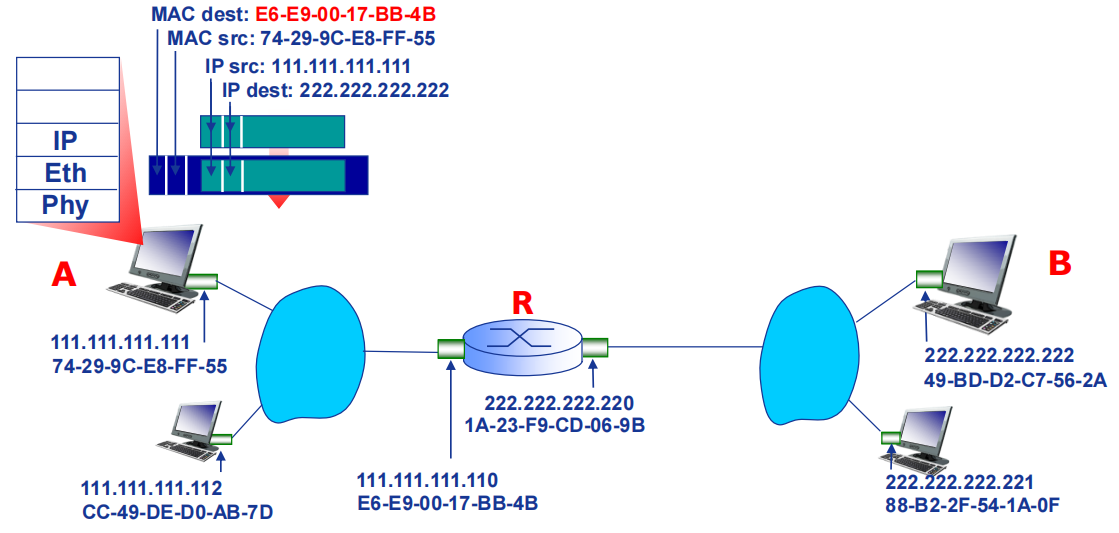 MAC dest: E6-E9-00-17-BB-4B
MAC src: 74-29-9C-E8-FF-55
IP src: 111.111.111.111
IP dest: 222.222.222.222
IP
Eth
Phy
A
B
R
111.111.111.111
74-29-9C-E8-FF-55
222.222.222.222
49-BD-D2-C7-56-2A
222.222.222.220
1A-23-F9-CD-06-9B
111.111.111.112
CC-49-DE-D0-AB-7D
111.111.111.110
E6-E9-00-17-BB-4B
222.222.222.221
88-B2-2F-54-1A-0F